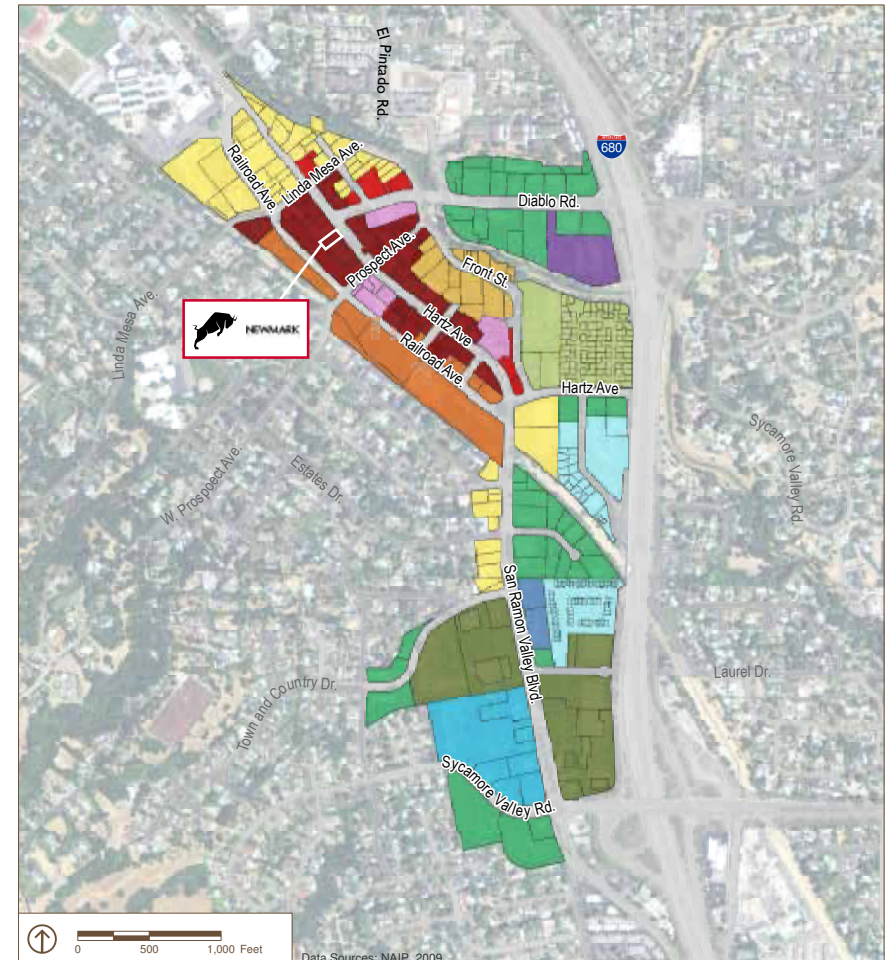 El Pintado Rd.
680
Railroad Ave.
Linda Mesa Ave.
Diablo Rd.
Prospect Ave.
Front St.
Linda Mesa Ave.
NEWMARK
Hartz Ave
Railroad Ave.
Hartz Ave
Sycamore Valley Rd.
W. Prospoect Ave.
Estates Dr.
San Ramon Valley Blvd.
Laurel Dr.
Town and Country Dr.
Sycamore Valley Rd.
0 500 1,000 Feet
Data Sources: NAIP, 2009